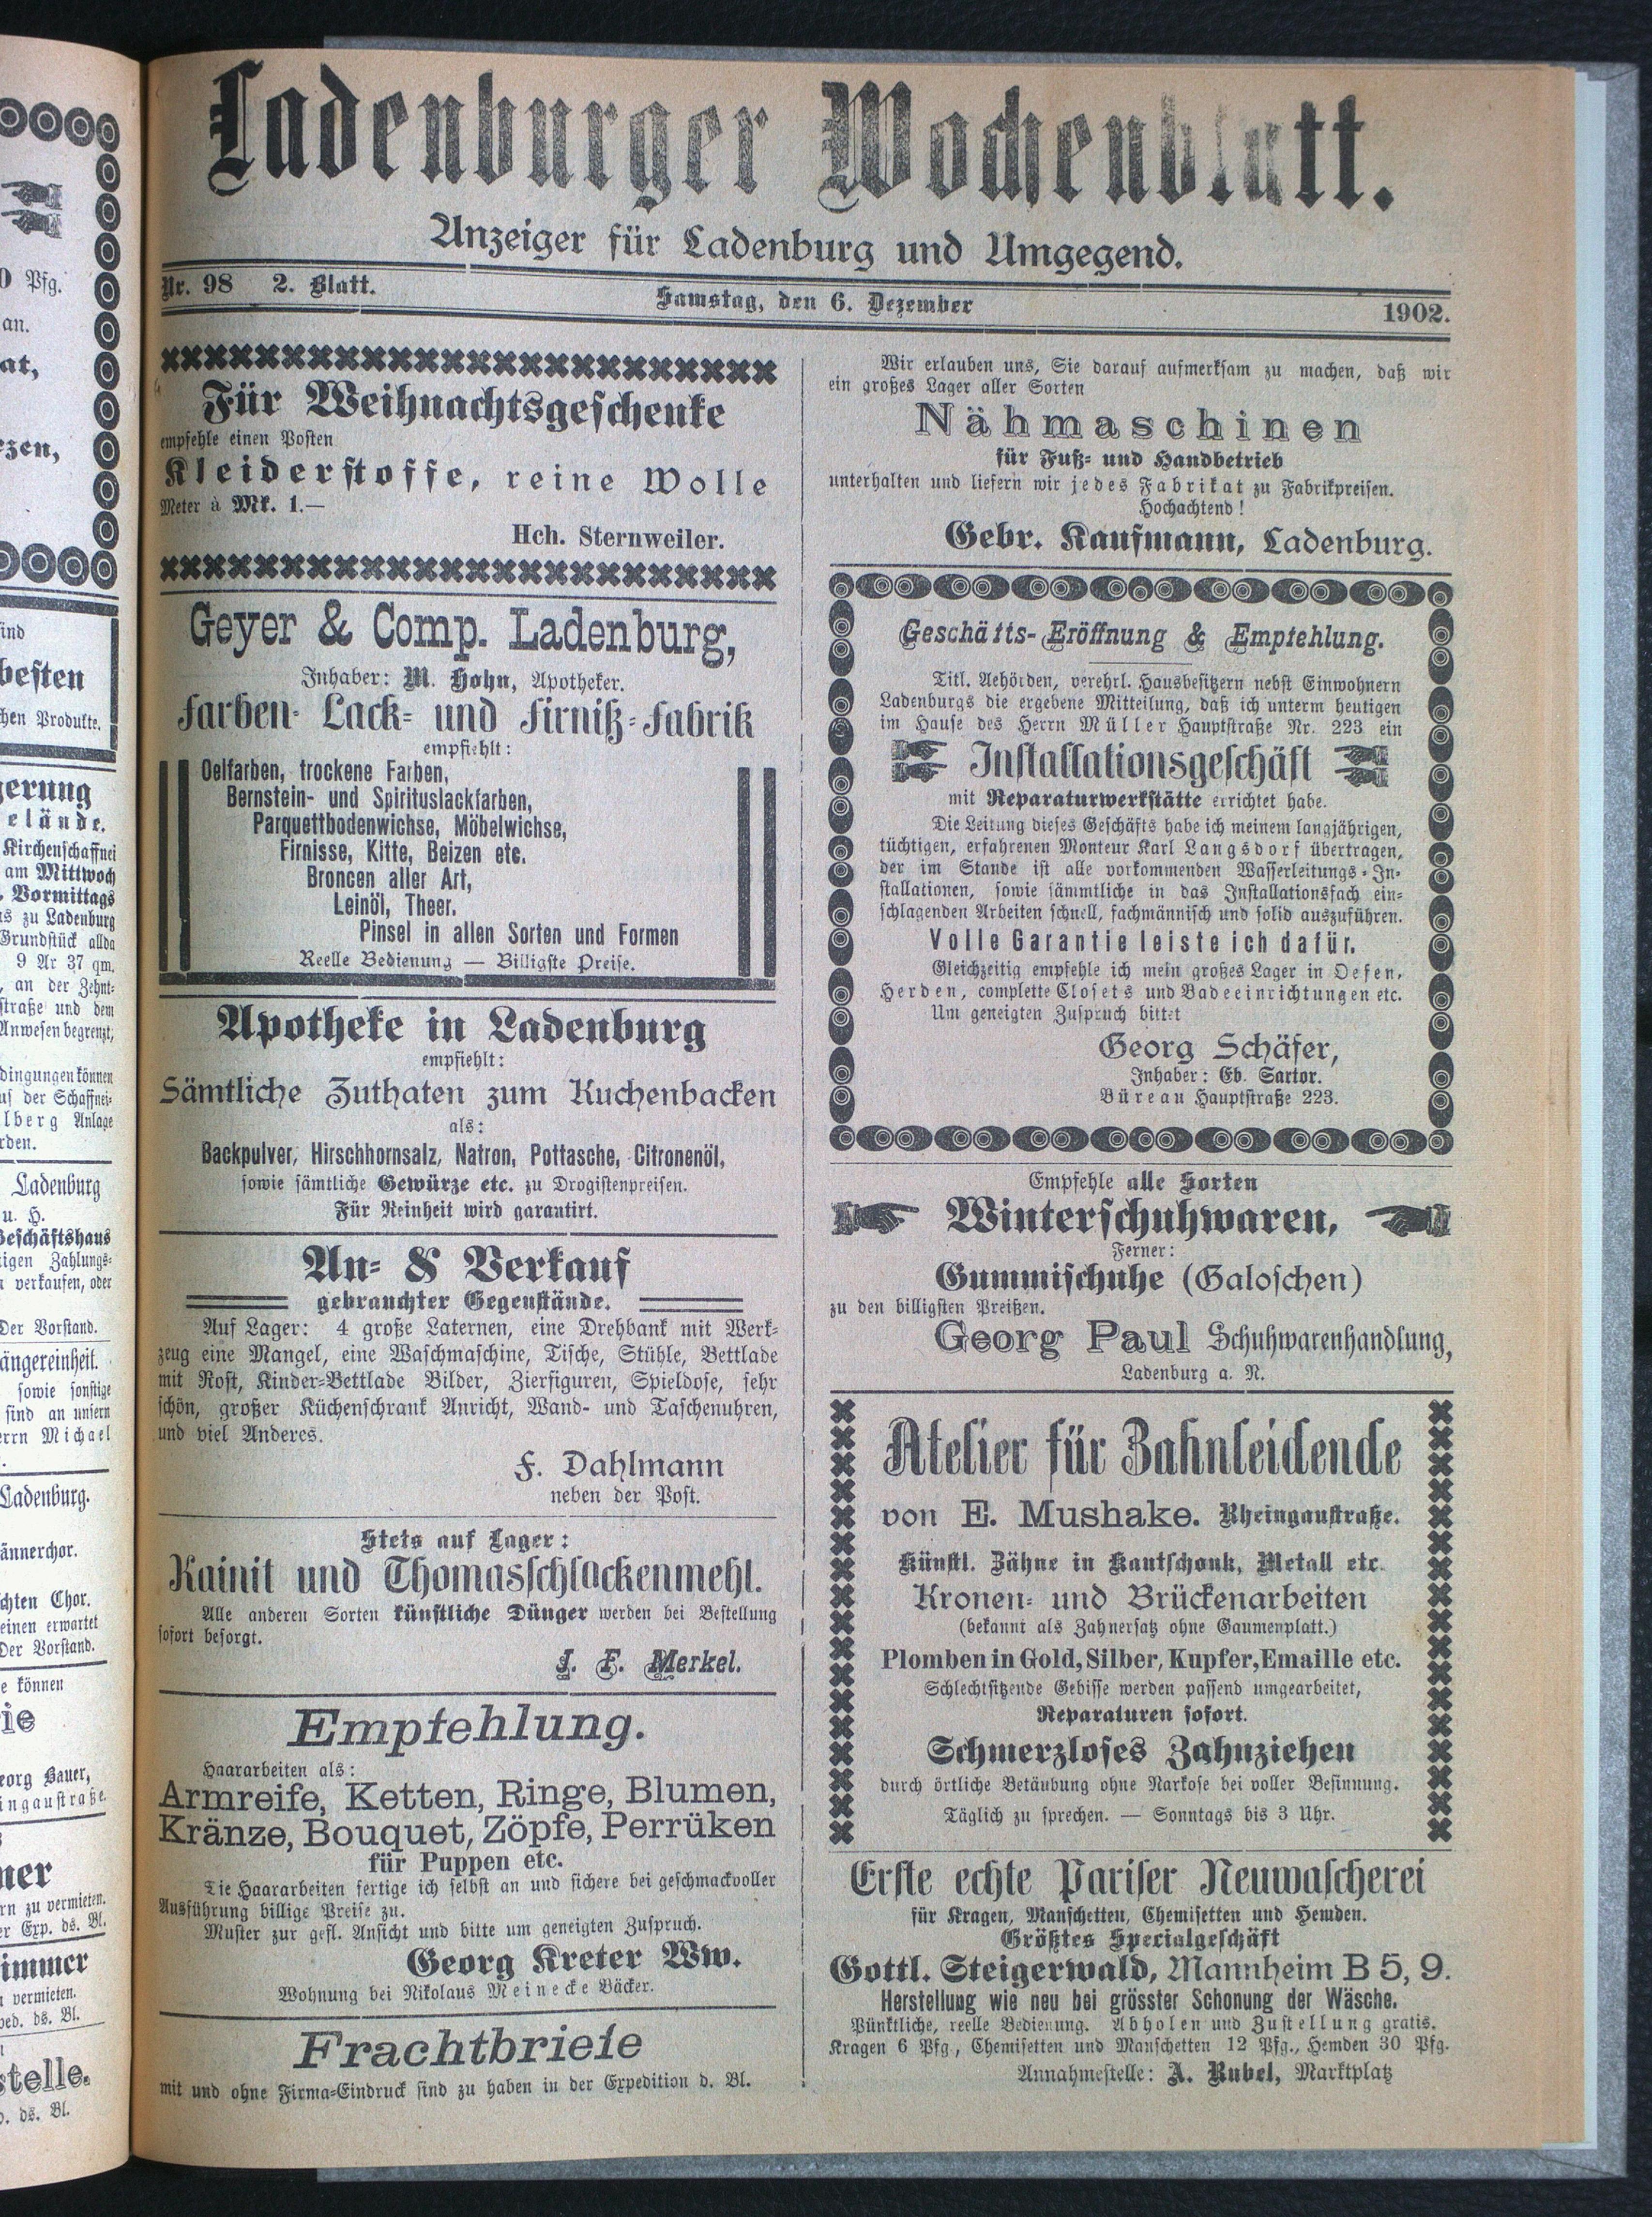 Ladenburger Wochenblatt.
Anzeiger für Ladenburg und Umgegend.
Nr. 98 2. Blatt.
Samstag, den 6. Dezember
1902.
Für Weihnachtsgeschenke
empfehle einen Posten
Kleiderstoffe, reine Wolle
Meter à Mk. 1.—
Hch. Sternweiler.
Geyer & Comp. Ladenburg,
Inhaber: M. Hohn, Apotheker.
Farben- Lack- und Firniß-Fabrik
empfiehlt:
Oelfarben, trockene Farben,
Bernstein- und Spirituslackfarben,
Parquettbodenwichse, Möbelwichse,
Firnisse, Kitte, Beizen etc.
Broncen aller Art,
Leinöl, Theer.
Pinsel in allen Sorten und Formen
Reelle Bedienung — Billigste Preise.
Apotheke in Ladenburg
empfiehlt:
Sämtliche Zuthaten zum Kuchenbacken
als:
Backpulver, Hirschhornsalz, Natron, Pottasche, Citronenöl,
sowie sämtliche Gewürze etc. zu Drogistenpreisen.
Für Reinheit wird garantirt.
An- & Verkauf
gebrauchter Gegenstände.
Auf Lager: 4 große Laternen, eine Drehbank mit Werk-
zeug eine Mangel, eine Waschmaschine, Tische, Stühle, Bettlade
mit Rost, Kinder-Bettlade Bilder, Zierfiguren, Spieldose, sehr
schön, großer Küchenschrank Anricht, Wand- und Taschenuhren,
und viel Anderes.
F. Dahlmann
neben der Post.
Stets auf Lager:
Kainit und Thomasschlackenmehl.
Alle anderen Sorten künstliche Dünger werden bei Bestellung
sofort besorgt.
J. F. Merkel.
Empfehlung.
Haararbeiten als:
Armreife, Ketten, Ringe, Blumen,
Kränze, Bouquet, Zöpfe, Perrüken
für Puppen etc.
Die Haararbeiten fertige ich selbst an und sichere bei geschmackvoller
Ausführung billige Preise zu.
Muster zur gefl. Ansicht und bitte um geneigten Zuspruch.
Georg Kreter Ww.
Wohnung bei Nikolaus Meinecke Bäcker.
Frachtbriefe
mit und ohne Firma-Eindruck sind zu haben in der Expedition d. Bl.
Wir erlauben uns, Sie darauf aufmerksam zu machen, daß wir
ein großes Lager aller Sorten
Nähmaschinen
für Fuß- und Handbetrieb
unterhalten und liefern wir jedes Fabrikat zu Fabrikpreisen.
Hochachtend!
Gebr. Kaufmann, Ladenburg.
Geschäfts-Eröffnung & Empfehlung.
Titl. Aehörden, verehrl. Hausbesitzern nebst Einwohnern
Ladenburgs die ergebene Mitteilung, daß ich unterm heutigen
im Hause des Herrn Müller Hauptstraße Nr. 223 ein
Installationsgeschäft
mit Reparaturwerkstätte errichtet habe.
Die Leitung dieses Geschäfts habe ich meinem langjährigen,
tüchtigen, erfahrenen Monteur Karl Langsdorf übertragen,
der im Stande ist alle vorkommenden Wasserleitungs-In-
stallationen, sowie sämmtliche in das Installationsfach ein-
schlagenden Arbeiten schnell, fachmännisch und solid auszuführen.
Volle Garantie leiste ich dafür.
Gleichzeitig empfehle ich mein großes Lager in Oefen,
Herden, complette Closets und Badeeinrichtungen etc.
Um geneigten Zuspruch bittet
Georg Schäfer,
Inhaber: Eb. Sartor.
Büreau Hauptstraße 223.
Empfehle alle Sorten
Winterschuhwaren,
Ferner:
Gummischuhe (Galoschen)
zu den billigsten Preißen.
Georg Paul Schuhwarenhandlung,
Ladenburg a. N.
Atelier für Zahnleidende
von E. Mushake. Rheingaustraße.
Künstl. Zähne in Kautschouk, Metall etc.
Kronen- und Brückenarbeiten
(bekannt als Zahnersatz ohne Gaumenplatt.)
Plomben in Gold, Silber, Kupfer, Emaille etc.
Schlechtsitzende Gebisse werden passend umgearbeitet,
Reparaturen sofort.
Schmerzloses Zahnziehen
durch örtliche Betäubung ohne Narkose bei voller Besinnung.
Täglich zu sprechen. — Sonntags bis 3 Uhr.
Erste echte Pariser Neuwascherei
für Kragen, Manschetten, Chemisetten und Hemden.
Größtes Specialgeschäft
Gottl. Steigerwald, Mannheim B 5, 9.
Herstellung wie neu bei grösster Schonung der Wäsche.
Pünktliche, reelle Bedienung. Abholen und Zustellung gratis.
Kragen 6 Pfg., Chemisetten und Manschetten 12 Pfg., Hemden 30 Pfg.
Annahmestelle: A. Rubel, Marktplatz